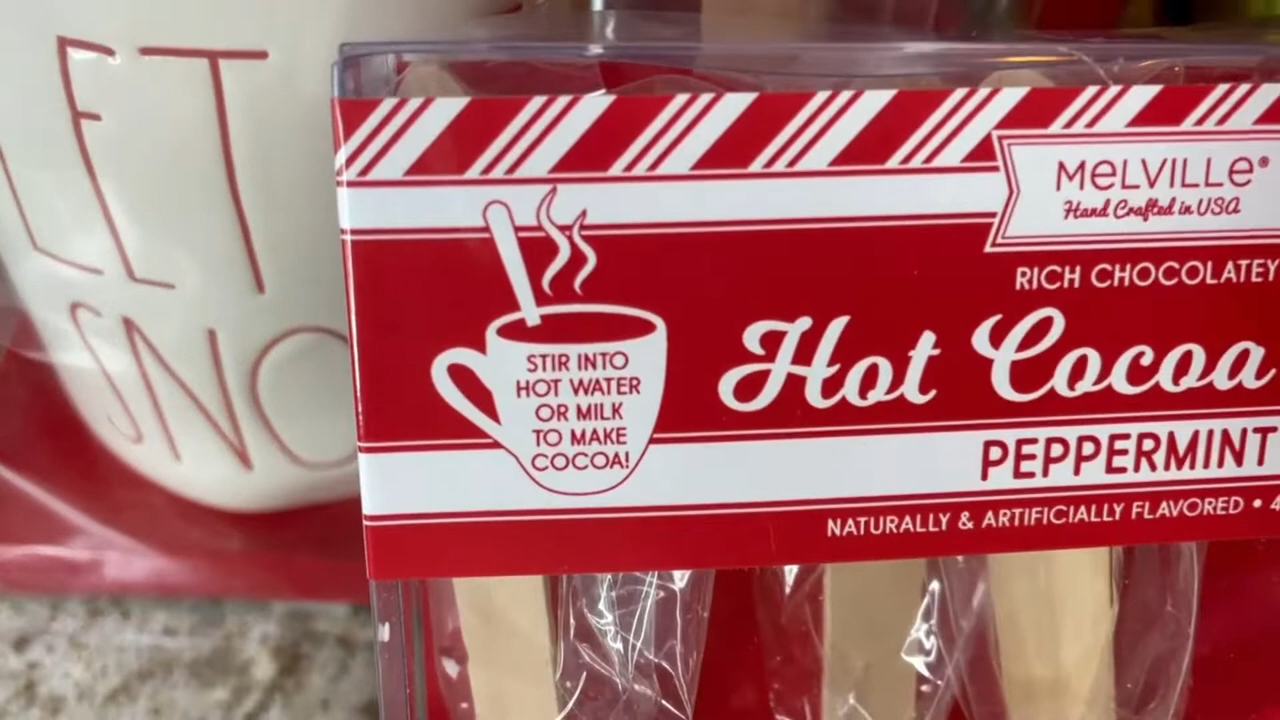 LET
SNO
MELVILLE®
Hand Crafted in USA
RICH CHOCOLATEY
Hot Cocoa
PEPPERMINT
NATURALLY & ARTIFICIALLY FLAVORED • 4
STIR INTO
HOT WATER
OR MILK
TO MAKE
COCOA!